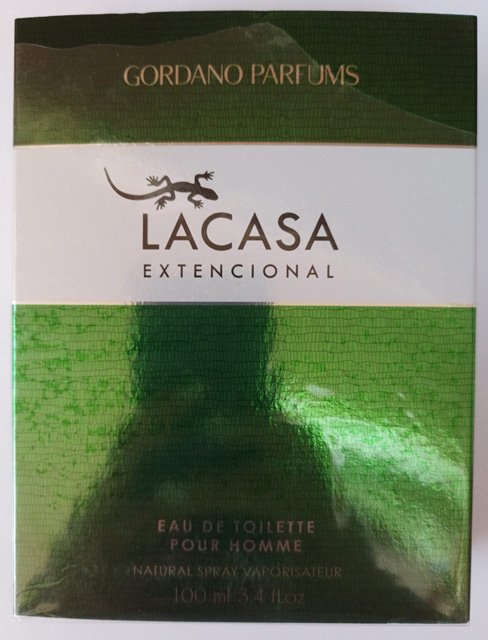 GORDANO PARFUMS
LACASA
EXTENCIONAL
EAU DE TOILETTE
POUR HOMME
NATURAL SPRAY VAPORISATEUR
100 ml 3.4 fl.oz